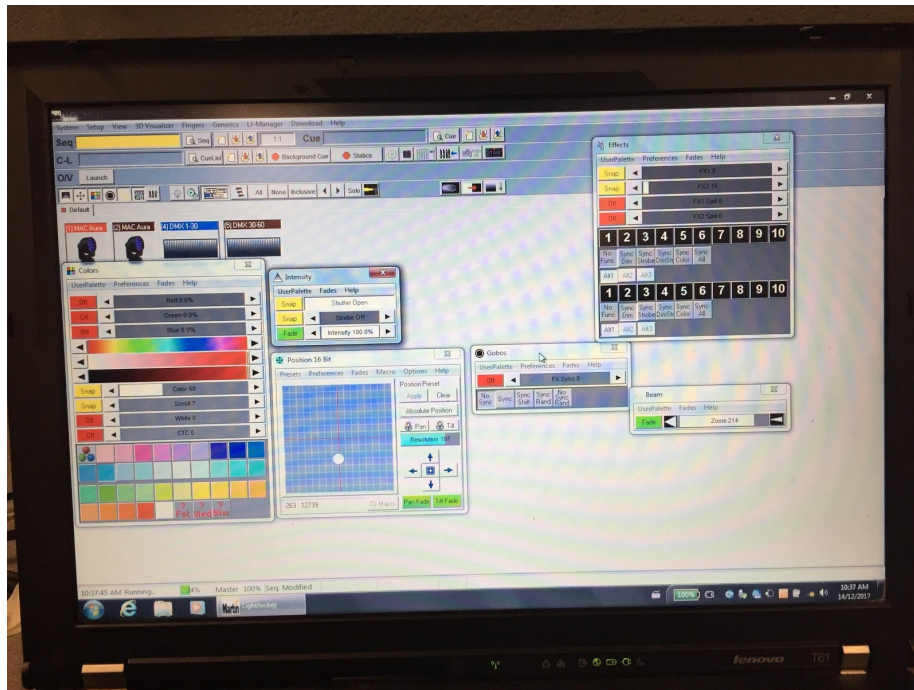 System Setup View 3D Visualizer Fingers Generics LJ-Manager Download Help
Seq Seq 1:1 Cue Cue
C-L CueList Background Cue Statics
O/V Launch
All None Inclusive Solo
Default
[1] MAC Aura [2] MAC Aura [4] DMX 1-30 [5] DMX 30-60
Colors
UserPalette Preferences Fades Help
Off Red 0.0%
Off Green 0.0%
Off Blue 0.0%
Snap Color 60
Snap Scroll ?
Off White 0
Off CTC 0
? ? ?
Fst Med Slw
Intensity
UserPalette Fades Help
Snap Shutter Open
Snap Strobe Off
Fade Intensity 100.0%
Position 16 Bit
Presets Preferences Fades Macro Options Help
Position Preset
Apply Clear
Absolute Position
Pan Tilt
Resolution 197
-263 : 12739 Clr Macro Pan Fade Tilt Fade
Gobos
UserPalette Preferences Fades Help
Off FX Sync 0
No Sync Sync Sync Shift Sync Rand No sync Rand
Effects
UserPalette Preferences Fades Help
Snap FX1 0
Snap FX2 10
Off FX1 Spd 0
Off FX2 Spd 0
1 2 3 4 5 6 7 8 9 10
No Func Sync Dim Sync Strobe Sync DimStr Sync Color Sync All
Alt1 Alt2 Alt3
1 2 3 4 5 6 7 8 9 10
No Func Sync Dim Sync Strobe Sync DimStr Sync Color Sync All
Alt1 Alt2 Alt3
Beam
UserPalette Fades Help
Fade Zoom 214
10:37:45 AM Running.. Master 100% Seq. Modified
Martin Lightjockey
100%
10:37 AM
14/12/2017
lenovo T61